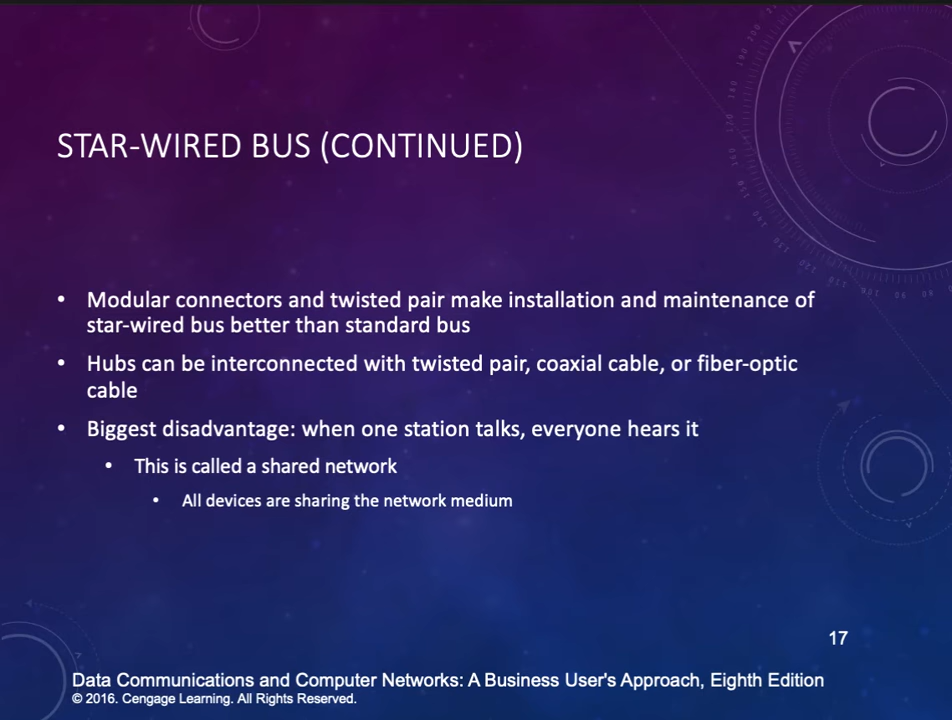 STAR-WIRED BUS (CONTINUED)
• Modular connectors and twisted pair make installation and maintenance of
star-wired bus better than standard bus
• Hubs can be interconnected with twisted pair, coaxial cable, or fiber-optic
cable
• Biggest disadvantage: when one station talks, everyone hears it
• This is called a shared network
• All devices are sharing the network medium
17
Data Communications and Computer Networks: A Business User's Approach, Eighth Edition
© 2016. Cengage Learning. All Rights Reserved.